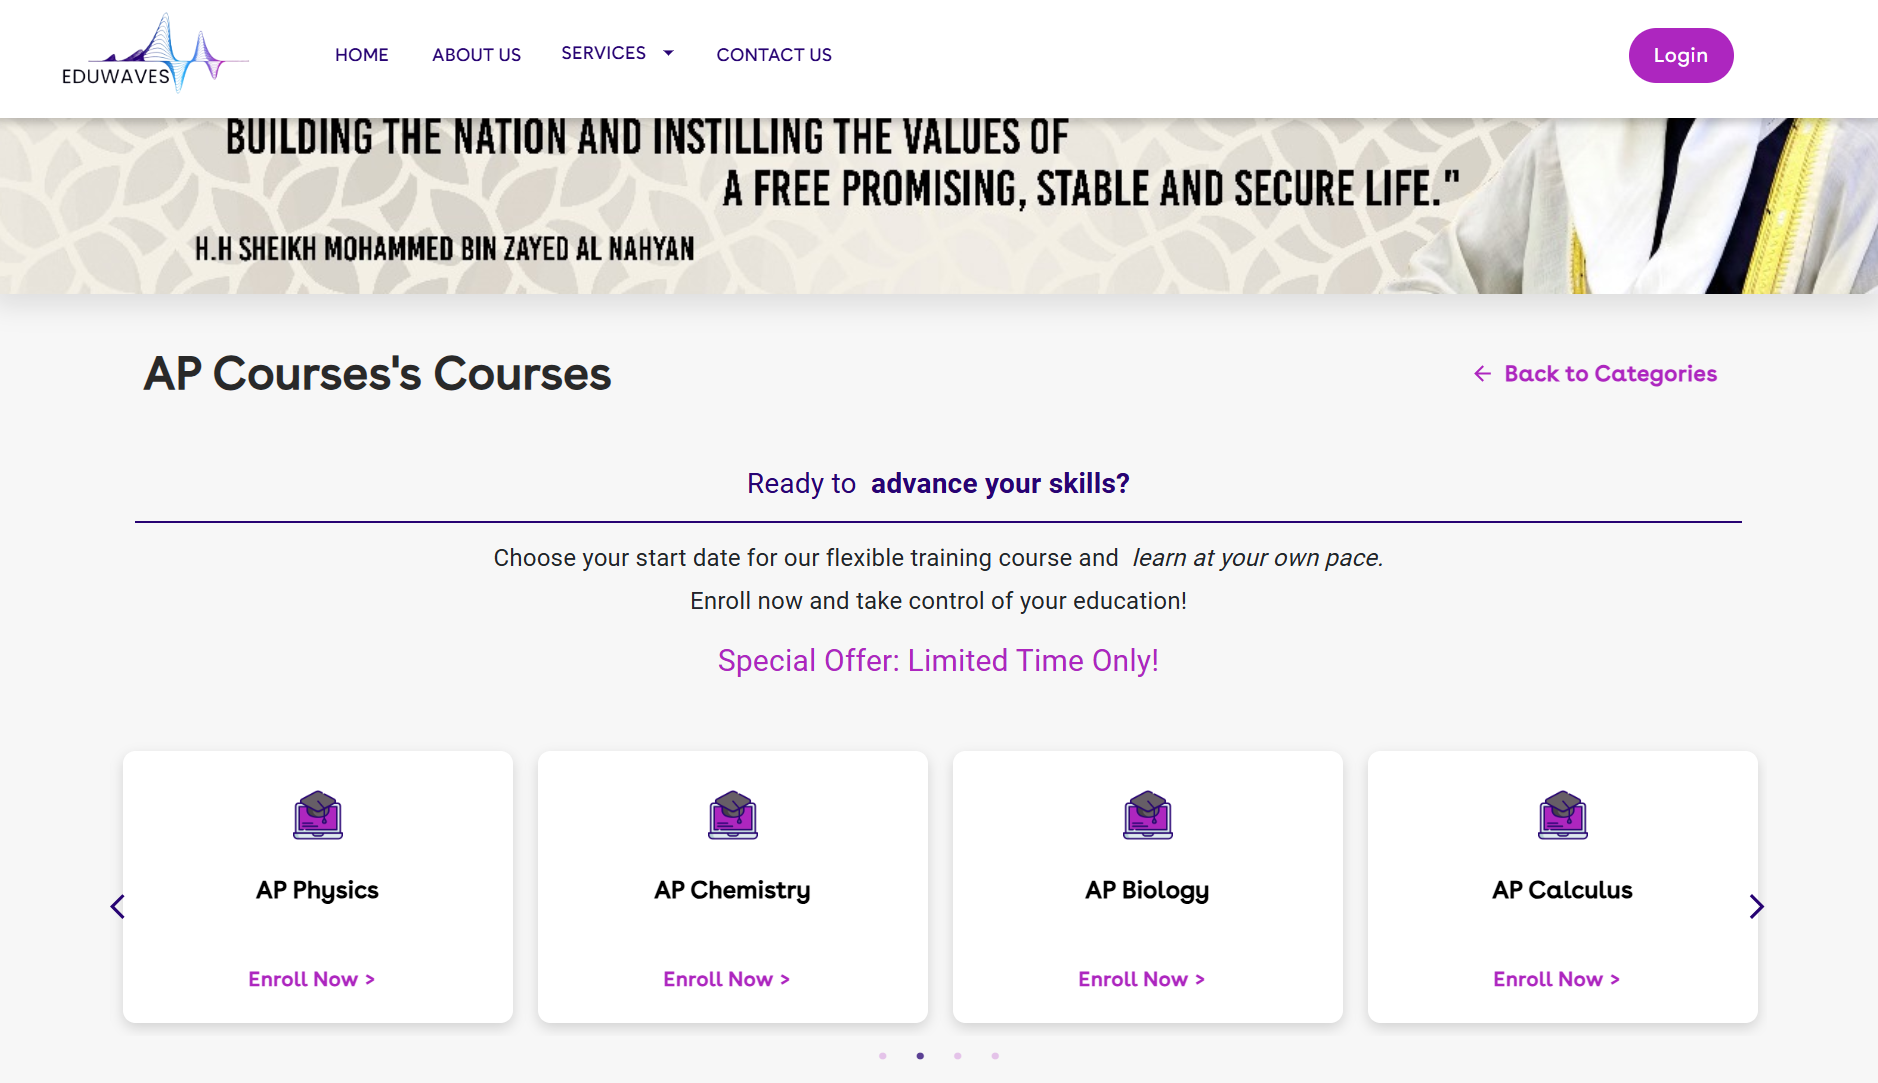 EDUWAVES
HOME ABOUT US SERVICES CONTACT US
Login
BUILDING THE NATION AND INSTILLING THE VALUES OF
A FREE PROMISING, STABLE AND SECURE LIFE."
H.H SHEIKH MOHAMMED BIN ZAYED AL NAHYAN
AP Courses's Courses
← Back to Categories
Ready to advance your skills?
Choose your start date for our flexible training course and learn at your own pace.
Enroll now and take control of your education!
Special Offer: Limited Time Only!
AP Physics
Enroll Now >
AP Chemistry
Enroll Now >
AP Biology
Enroll Now >
AP Calculus
Enroll Now >